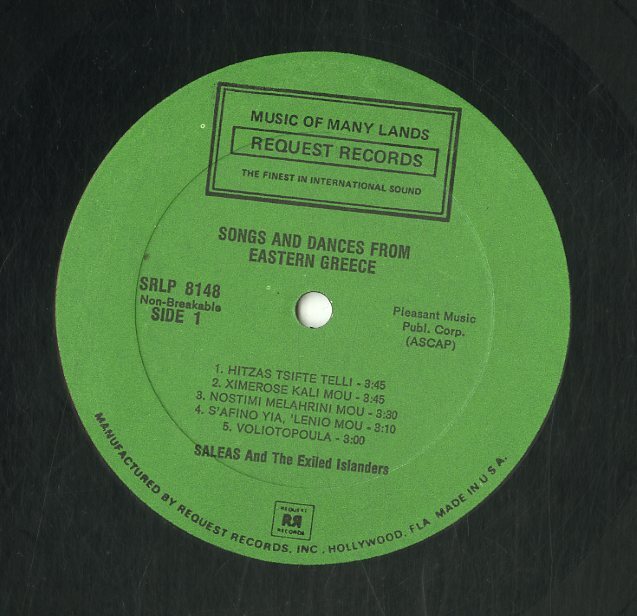 MUSIC OF MANY LANDS
REQUEST RECORDS
THE FINEST IN INTERNATIONAL SOUND
SONGS AND DANCES FROM
EASTERN GREECE
SRLP 8148
Non-Breakable
SIDE 1
Pleasant Music
Publ. Corp.
(ASCAP)
1. HITZAS TSIFTE TELLI - 3:45
2. XIMEROSE KALI MOU - 3:45
3. NOSTIMI MELAHRINI MOU - 3:30
4. S'AFINO YIA, 'LENIO MOU - 3:10
5. VOLIOTOPOULA - 3:00
SALEAS And The Exiled Islanders
REQUEST
RR
RECORDS
MANUFACTURED BY REQUEST RECORDS, INC., HOLLYWOOD, FLA MADE IN U.S.A.